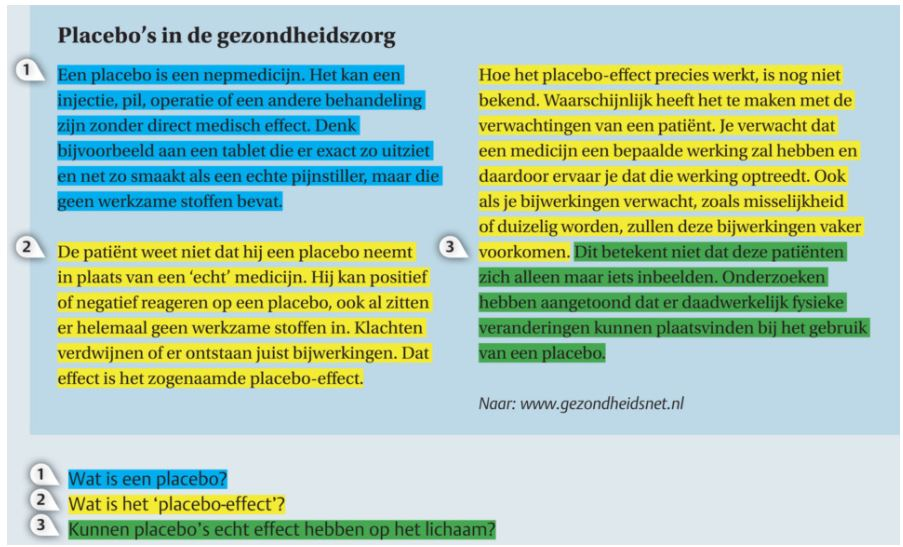 Placebo's in de gezondheidszorg
1
Een placebo is een nepmedicijn. Het kan een
injectie, pil, operatie of een andere behandeling
zijn zonder direct medisch effect. Denk
bijvoorbeeld aan een tablet die er exact zo uitziet
en net zo smaakt als een echte pijnstiller, maar die
geen werkzame stoffen bevat.
2
De patiënt weet niet dat hij een placebo neemt
in plaats van een ‘echt’ medicijn. Hij kan positief
of negatief reageren op een placebo, ook al zitten
er helemaal geen werkzame stoffen in. Klachten
verdwijnen of er ontstaan juist bijwerkingen. Dat
effect is het zogenaamde placebo-effect.
Hoe het placebo-effect precies werkt, is nog niet
bekend. Waarschijnlijk heeft het te maken met de
verwachtingen van een patiënt. Je verwacht dat
een medicijn een bepaalde werking zal hebben en
daardoor ervaar je dat die werking optreedt. Ook
als je bijwerkingen verwacht, zoals misselijkheid
of duizelig worden, zullen deze bijwerkingen vaker
3
voorkomen. Dit betekent niet dat deze patiënten
zich alleen maar iets inbeelden. Onderzoeken
hebben aangetoond dat er daadwerkelijk fysieke
veranderingen kunnen plaatsvinden bij het gebruik
van een placebo.
Naar: www.gezondheidsnet.nl
1 Wat is een placebo?
2 Wat is het ‘placebo-effect’?
3 Kunnen placebo's echt effect hebben op het lichaam?